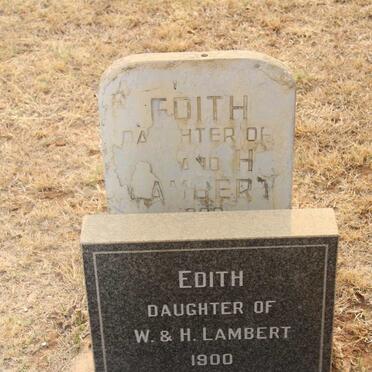 EDITH
DAUGHTER OF
AND H
LAMBERT
EDITH
DAUGHTER OF
W. & H. LAMBERT
1900